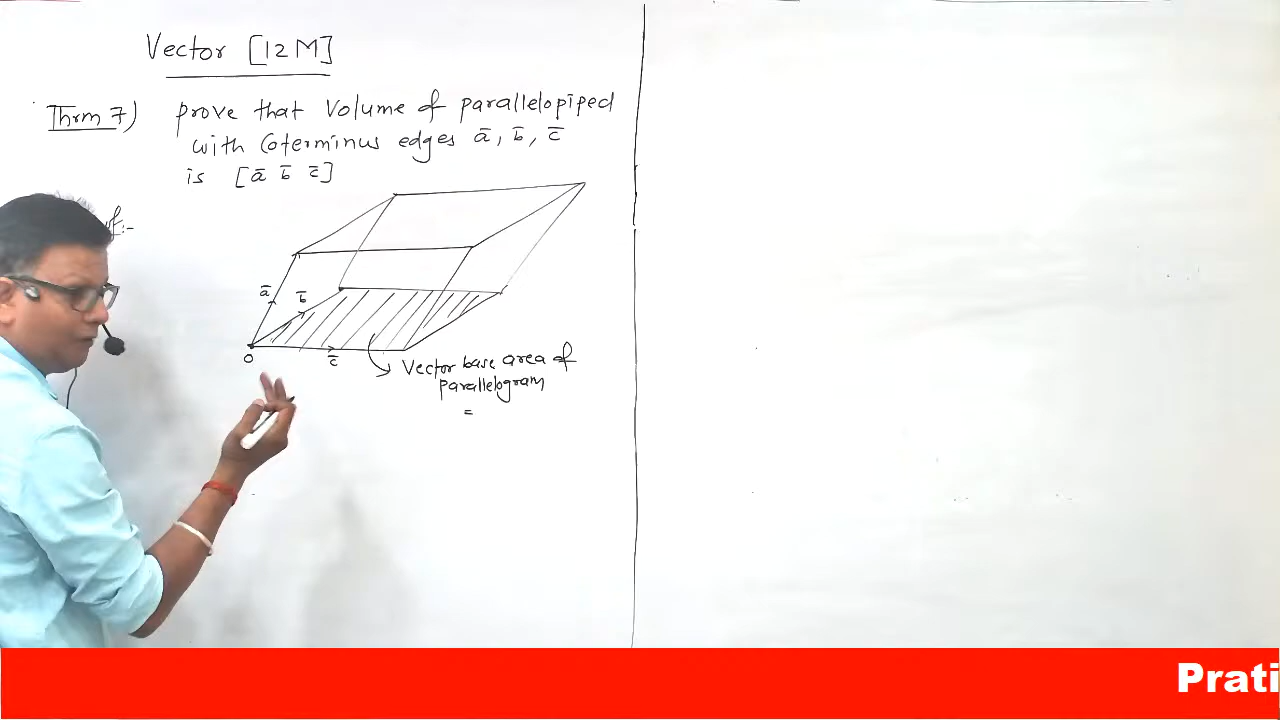 Vector [12M]
Thrm 7) prove that Volume of parallelopiped
with Coterminus edges a̅, b̅, c̅
is [a̅ b̅ c̅]
a̅
b̅
O
c̅
Vector base area of
parallelogram
=
Prati